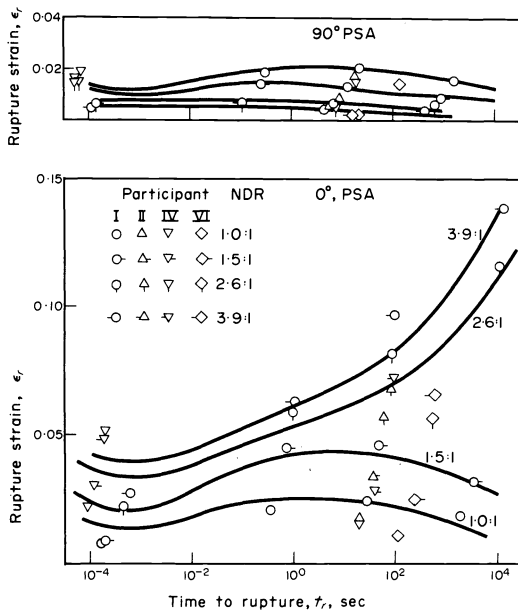 0·04
90° PSA
Rupture strain, ϵr
0·02
0
0·15
Participant NDR 0°, PSA
I II IV VI
1·0:1
1·5:1
2·6:1
3·9:1
3·9:1
0·10
2·6:1
Rupture strain, ϵr
0·05
1·5:1
1·0:1
0
10⁻⁴ 10⁻² 10⁰ 10² 10⁴
Time to rupture, tr, sec